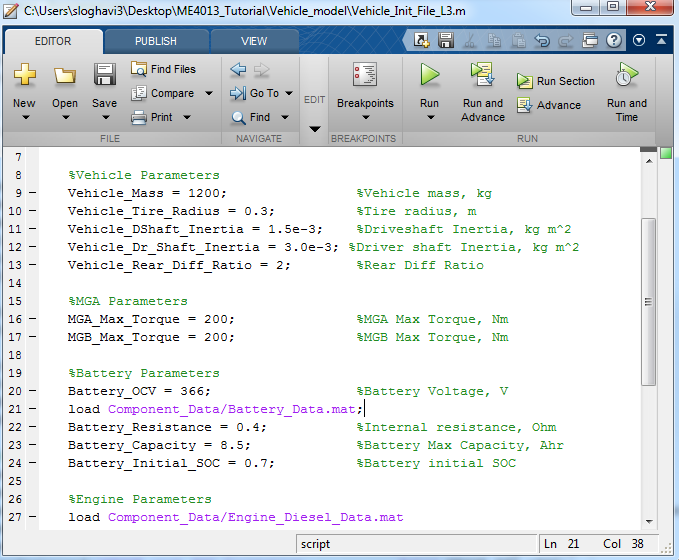 C:\Users\sloghavi3\Desktop\ME4013_Tutorial\Vehicle_model\Vehicle_Init_File_L3.m
EDITOR PUBLISH VIEW
New Open Save Find Files Compare Print
FILE
Go To Find
NAVIGATE
EDIT
Breakpoints
BREAKPOINTS
Run Run and Advance Run Section Advance Run and Time
RUN
7
8 %Vehicle Parameters
9 – Vehicle_Mass = 1200; %Vehicle mass, kg
10 – Vehicle_Tire_Radius = 0.3; %Tire radius, m
11 – Vehicle_DShaft_Inertia = 1.5e-3; %Driveshaft Inertia, kg m^2
12 – Vehicle_Dr_Shaft_Inertia = 3.0e-3; %Driver shaft Inertia, kg m^2
13 – Vehicle_Rear_Diff_Ratio = 2; %Rear Diff Ratio
14
15 %MGA Parameters
16 – MGA_Max_Torque = 200; %MGA Max Torque, Nm
17 – MGB_Max_Torque = 200; %MGB Max Torque, Nm
18
19 %Battery Parameters
20 – Battery_OCV = 366; %Battery Voltage, V
21 – load Component_Data/Battery_Data.mat;
22 – Battery_Resistance = 0.4; %Internal resistance, Ohm
23 – Battery_Capacity = 8.5; %Battery Max Capacity, Ahr
24 – Battery_Initial_SOC = 0.7; %Battery initial SOC
25
26 %Engine Parameters
27 – load Component_Data/Engine_Diesel_Data.mat
script Ln 21 Col 38